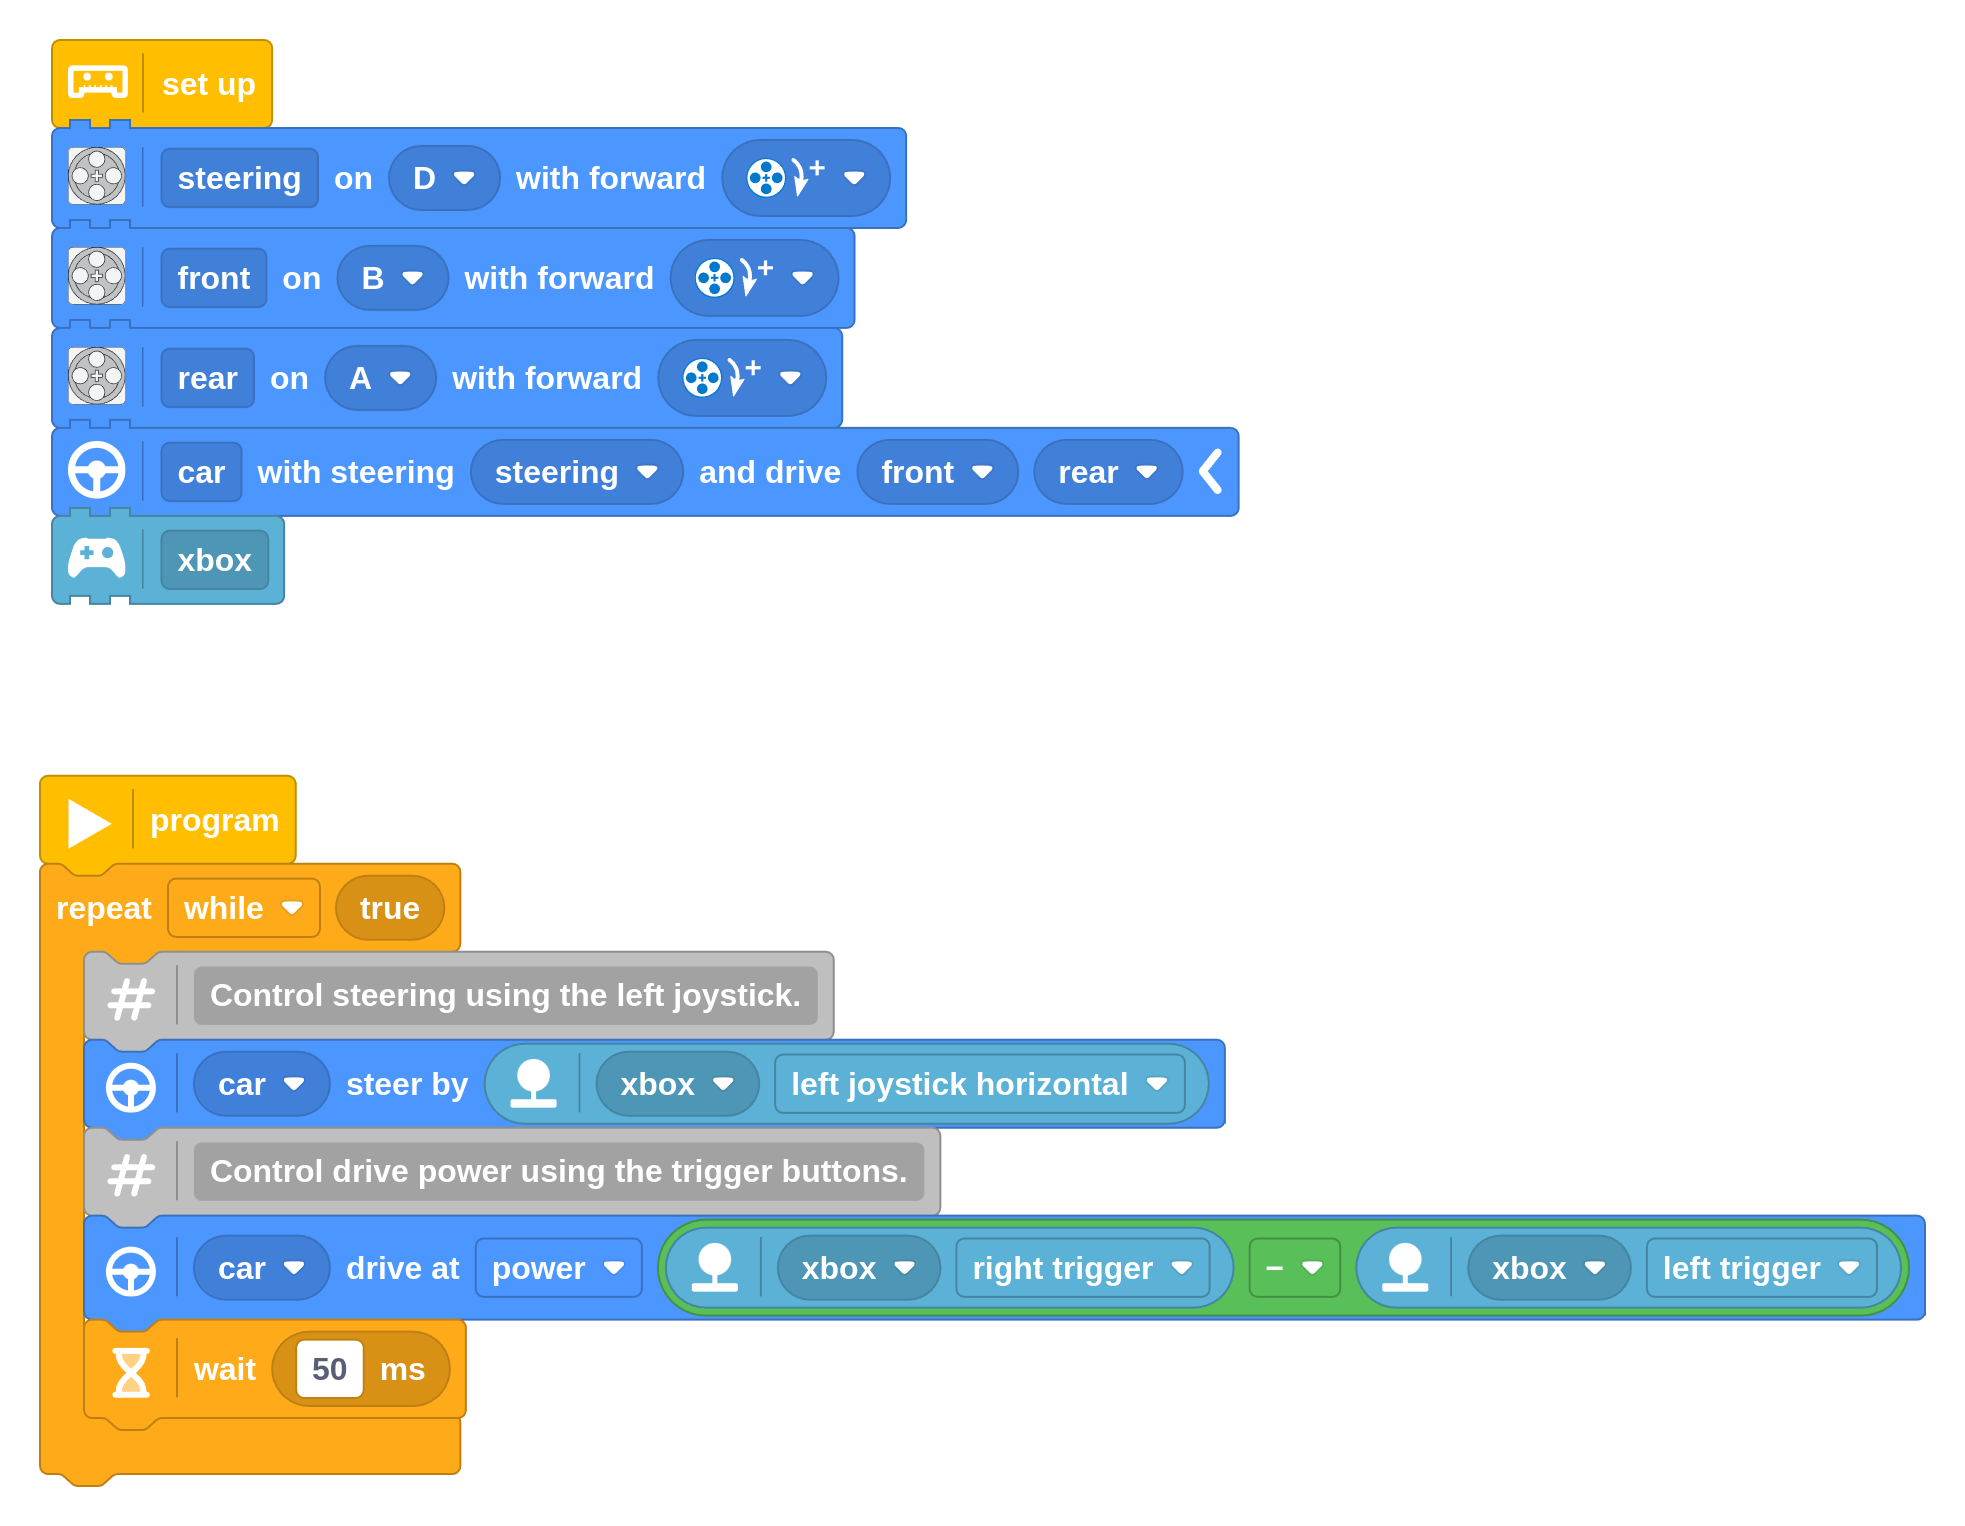 set up
steering on D with forward +
front on B with forward +
rear on A with forward +
car with steering steering and drive front rear
xbox
program
repeat while true
# Control steering using the left joystick.
car steer by xbox left joystick horizontal
# Control drive power using the trigger buttons.
car drive at power xbox right trigger − xbox left trigger
wait 50 ms